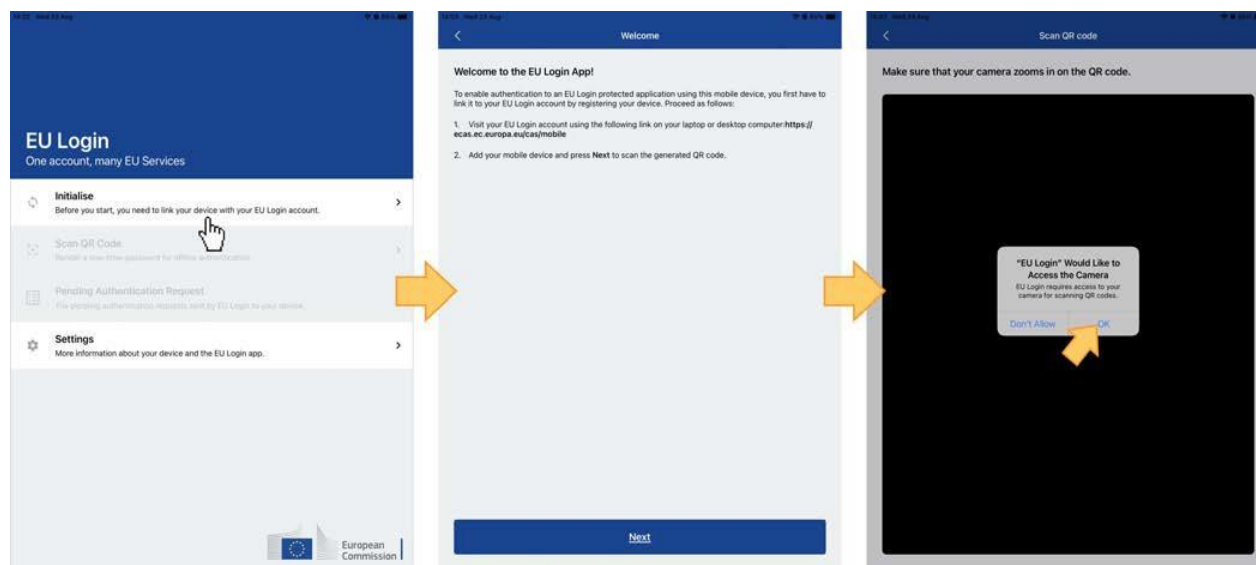 EU Login
One account, many EU Services
Initialise
Before you start, you need to link your device with your EU Login account.
Scan QR Code
Pending Authentication Request
Settings
More information about your device and the EU Login app.
European
Commission
Welcome
Welcome to the EU Login App!
To enable authentication to an EU Login protected application using this mobile device, you first have to
link it to your EU Login account by registering your device. Proceed as follows:
1. Visit your EU Login account using the following link on your laptop or desktop computer:https://
ecas.ec.europa.eu/cas/mobile
2. Add your mobile device and press Next to scan the generated QR code.
Next
Scan QR code
Make sure that your camera zooms in on the QR code.
"EU Login" Would Like to
Access the Camera
EU Login requires access to your
camera for scanning QR codes.
Don't Allow
OK